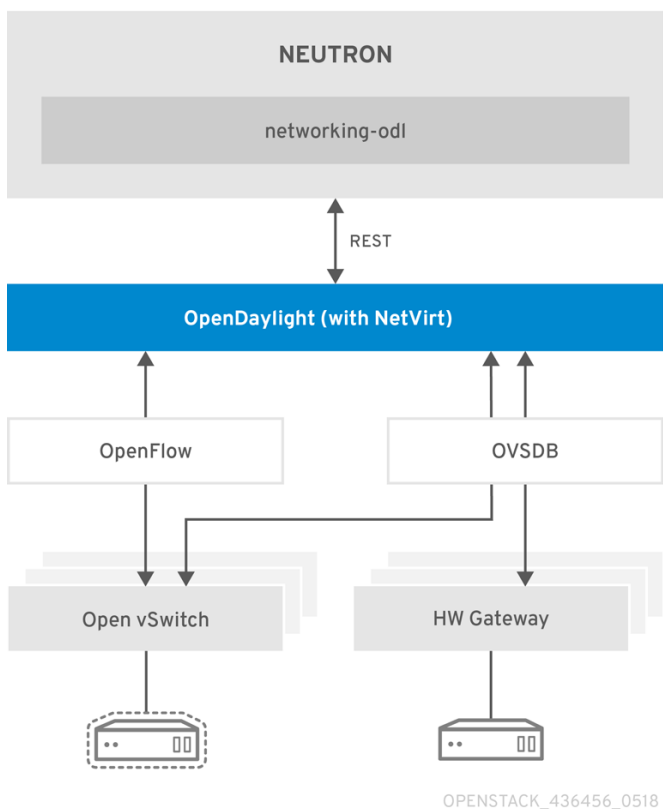 NEUTRON
networking-odl
REST
OpenDaylight (with NetVirt)
OpenFlow
OVSDB
Open vSwitch
HW Gateway
OPENSTACK_436456_0518